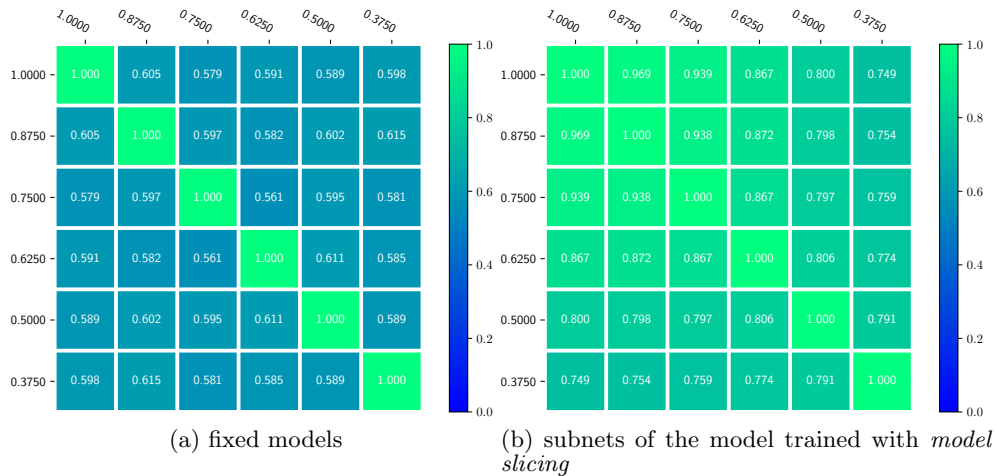 1.0000 0.8750 0.7500 0.6250 0.5000 0.3750
1.0000 1.000 0.605 0.579 0.591 0.589 0.598
0.8750 0.605 1.000 0.597 0.582 0.602 0.615
0.7500 0.579 0.597 1.000 0.561 0.595 0.581
0.6250 0.591 0.582 0.561 1.000 0.611 0.585
0.5000 0.589 0.602 0.595 0.611 1.000 0.589
0.3750 0.598 0.615 0.581 0.585 0.589 1.000
1.0
0.8
0.6
0.4
0.2
0.0
(a) fixed models
1.0000 0.8750 0.7500 0.6250 0.5000 0.3750
1.0000 1.000 0.969 0.939 0.867 0.800 0.749
0.8750 0.969 1.000 0.938 0.872 0.798 0.754
0.7500 0.939 0.938 1.000 0.867 0.797 0.759
0.6250 0.867 0.872 0.867 1.000 0.806 0.774
0.5000 0.800 0.798 0.797 0.806 1.000 0.791
0.3750 0.749 0.754 0.759 0.774 0.791 1.000
1.0
0.8
0.6
0.4
0.2
0.0
(b) subnets of the model trained with model
slicing